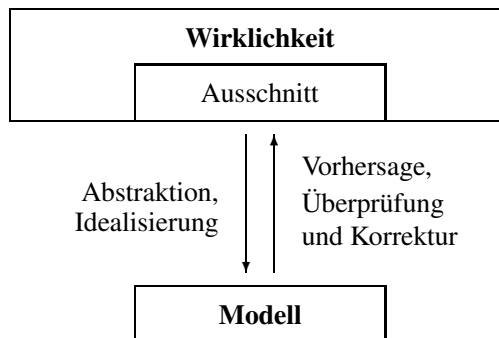 Wirklichkeit
Ausschnitt
Abstraktion,
Idealisierung
Vorhersage,
Überprüfung
und Korrektur
Modell